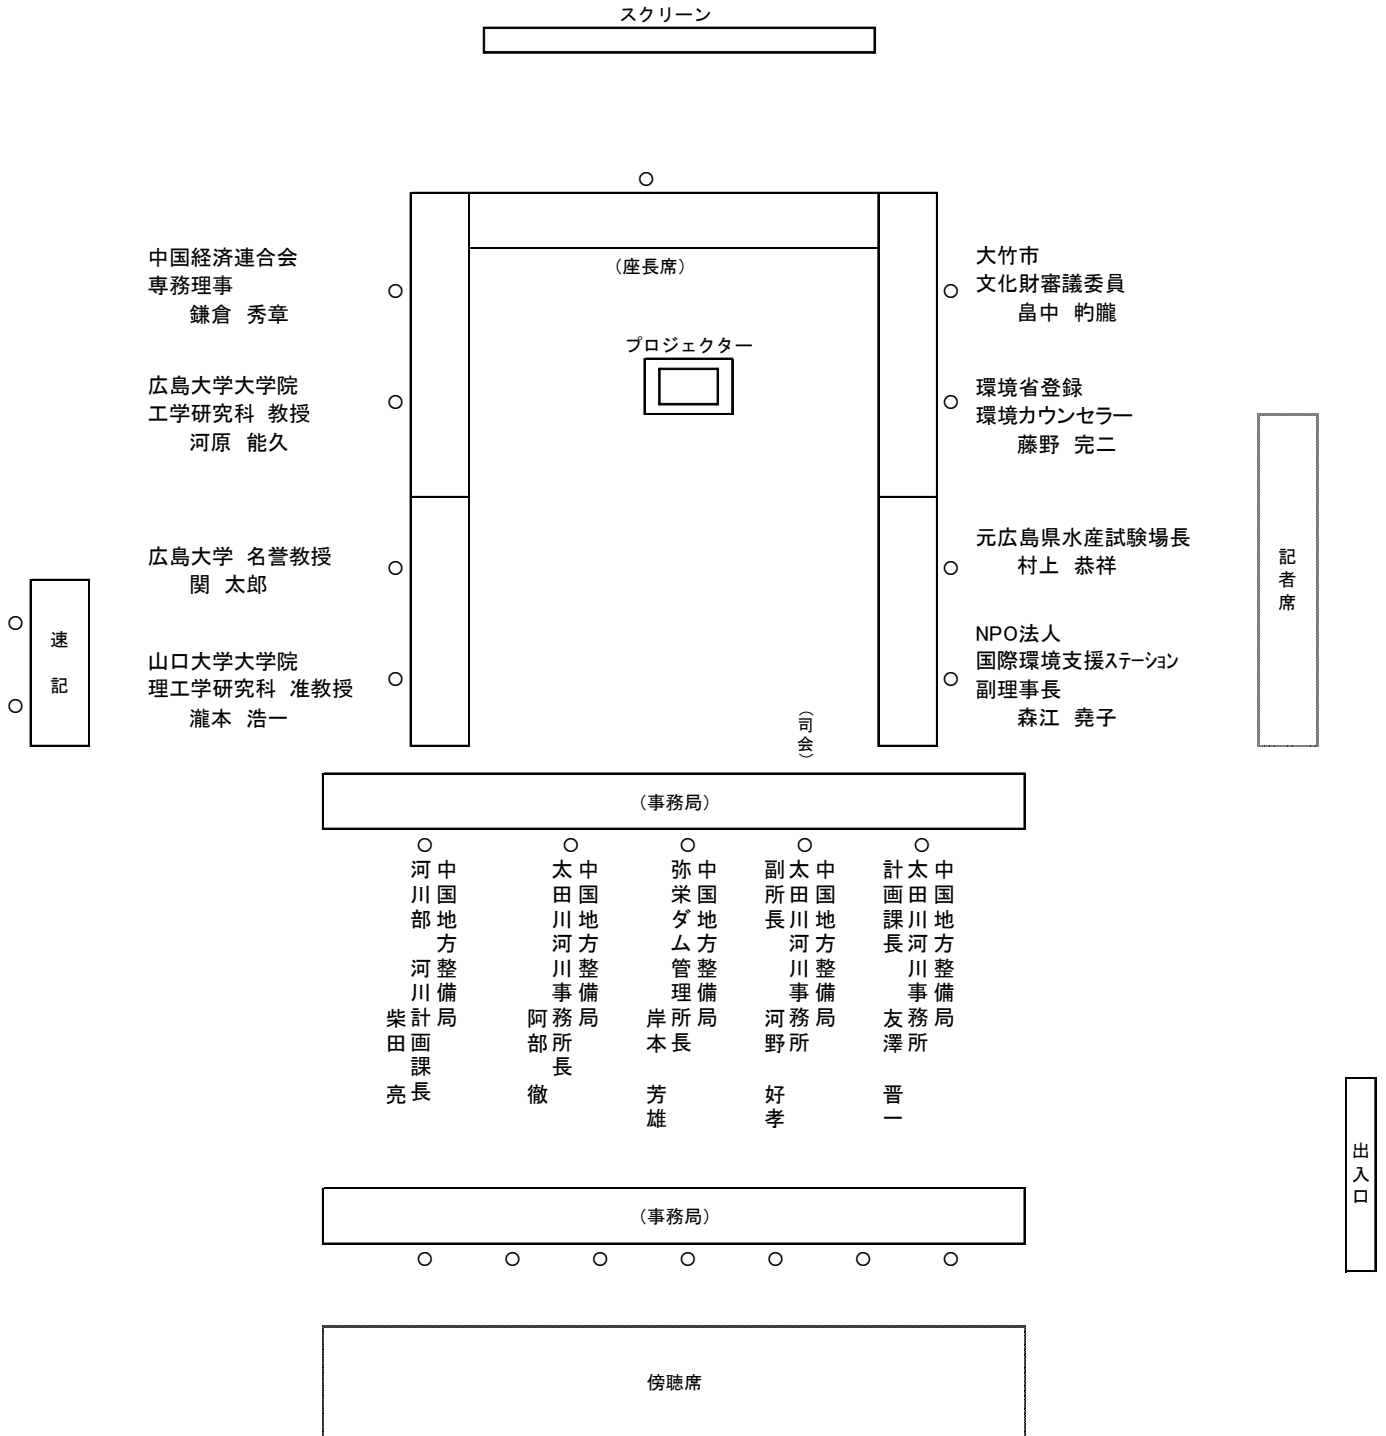 スクリーン
(座長席)
プロジェクター
中国経済連合会
専務理事
鎌倉 秀章
広島大学大学院
工学研究科 教授
河原 能久
広島大学 名誉教授
関 太郎
山口大学大学院
理工学研究科 准教授
瀧本 浩一
速記
大竹市
文化財審議委員
畠中 畃朧
環境省登録
環境カウンセラー
藤野 完二
元広島県水産試験場長
村上 恭祥
NPO法人
国際環境支援ステーション
副理事長
森江 堯子
記者席
(司会)
(事務局)
中国地方整備局
河川部 河川計画課長
柴田 亮
中国地方整備局
太田川河川事務所長
阿部 徹
中国地方整備局
弥栄ダム管理所長
岸本 芳雄
中国地方整備局
太田川河川事務所
副所長 河野 好孝
中国地方整備局
太田川河川事務所
計画課長 友澤 晋一
出入口
(事務局)
傍聴席